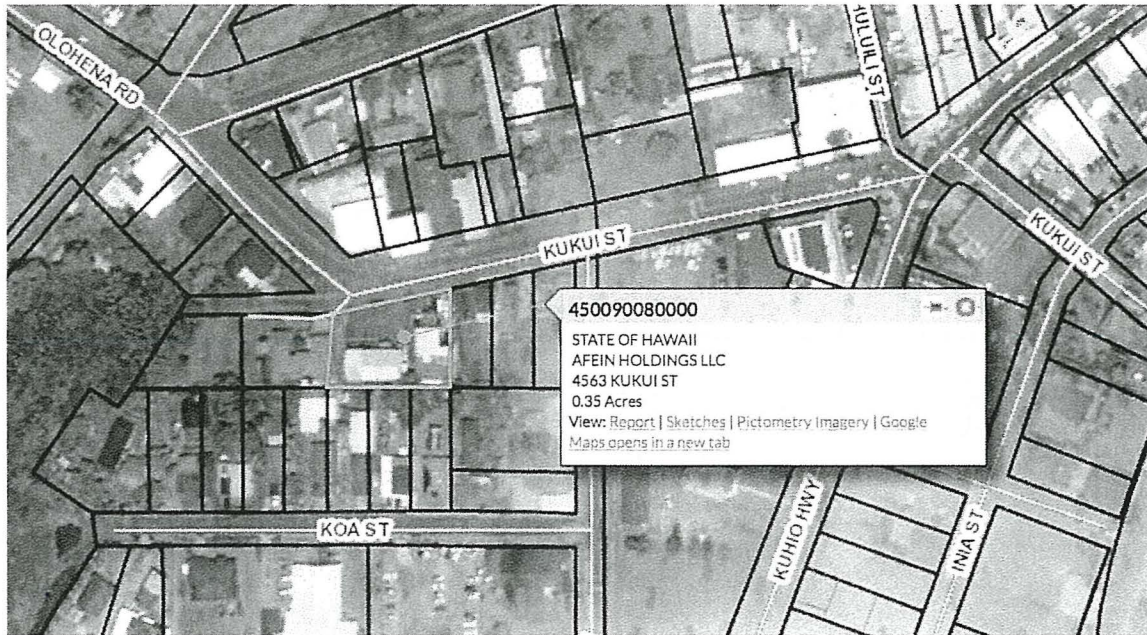 OLOHENA RD
HULUILI ST
KUKUI ST
KUKUI ST
450090080000
STATE OF HAWAII
AFEIN HOLDINGS LLC
4563 KUKUI ST
0.35 Acres
View: Report | Sketches | Pictometry Imagery | Google
Maps opens in a new tab
KOA ST
KUHIO HWY
INIA ST